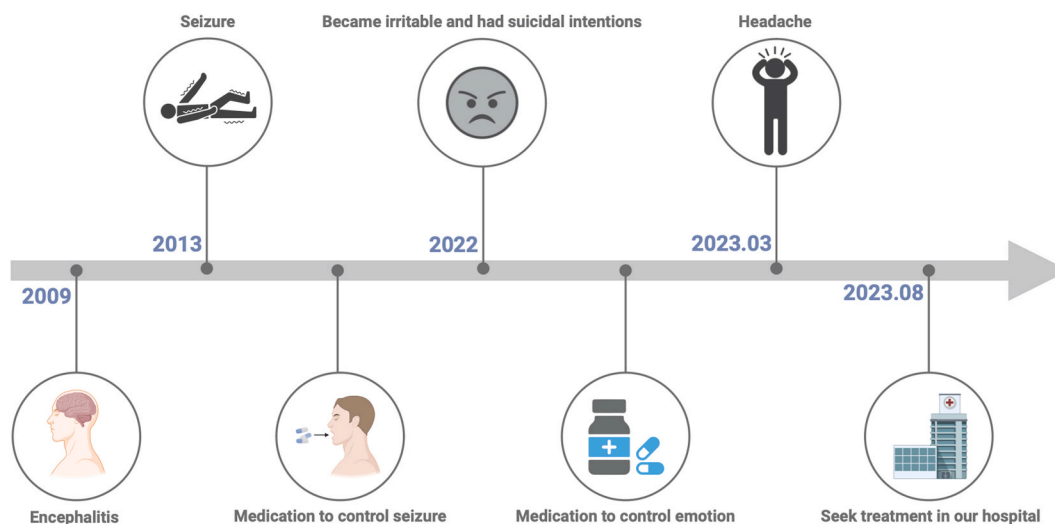 Seizure
Became irritable and had suicidal intentions
Headache
2013
2022
2023.03
2009
2023.08
Encephalitis
Medication to control seizure
Medication to control emotion
Seek treatment in our hospital